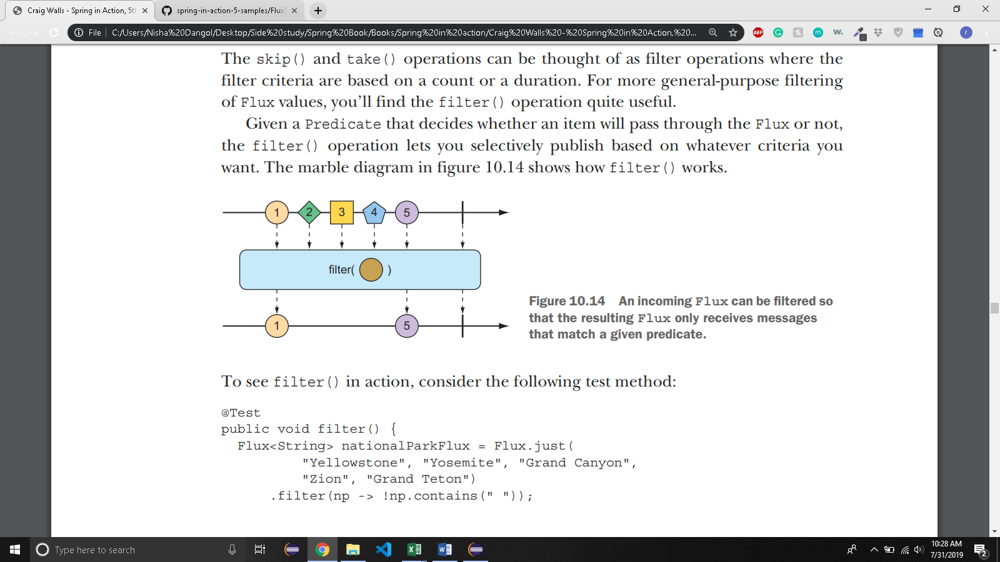 Craig Walls - Spring in Action, 5th
spring-in-action-5-samples/Flux
File
C:/Users/Nisha%20Dangol/Desktop/Side%20study/Spring%20Book/Books/Spring%20in%20action/Craig%20Walls%20-%20Spring%20in%20Action,%20...
ABP
G
m
w.
r
The skip() and take() operations can be thought of as filter operations where the
filter criteria are based on a count or a duration. For more general-purpose filtering
of Flux values, you’ll find the filter() operation quite useful.
Given a Predicate that decides whether an item will pass through the Flux or not,
the filter() operation lets you selectively publish based on whatever criteria you
want. The marble diagram in figure 10.14 shows how filter() works.
1 2 3 4 5
filter( )
1 5
Figure 10.14 An incoming Flux can be filtered so
that the resulting Flux only receives messages
that match a given predicate.
To see filter() in action, consider the following test method:
@Test
public void filter() {
Flux<String> nationalParkFlux = Flux.just(
"Yellowstone", "Yosemite", "Grand Canyon",
"Zion", "Grand Teton")
.filter(np -> !np.contains(" "));
Type here to search
10:28 AM
7/31/2019
2